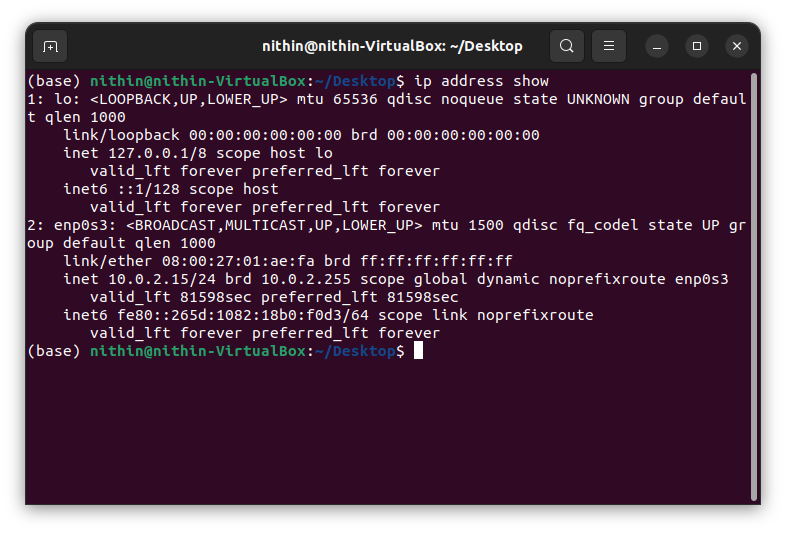 nithin@nithin-VirtualBox: ~/Desktop
(base) nithin@nithin-VirtualBox:~/Desktop$ ip address show
1: lo: <LOOPBACK,UP,LOWER_UP> mtu 65536 qdisc noqueue state UNKNOWN group defaul
t qlen 1000
    link/loopback 00:00:00:00:00:00 brd 00:00:00:00:00:00
    inet 127.0.0.1/8 scope host lo
       valid_lft forever preferred_lft forever
    inet6 ::1/128 scope host
       valid_lft forever preferred_lft forever
2: enp0s3: <BROADCAST,MULTICAST,UP,LOWER_UP> mtu 1500 qdisc fq_codel state UP gr
oup default qlen 1000
    link/ether 08:00:27:01:ae:fa brd ff:ff:ff:ff:ff:ff
    inet 10.0.2.15/24 brd 10.0.2.255 scope global dynamic noprefixroute enp0s3
       valid_lft 81598sec preferred_lft 81598sec
    inet6 fe80::265d:1082:18b0:f0d3/64 scope link noprefixroute
       valid_lft forever preferred_lft forever
(base) nithin@nithin-VirtualBox:~/Desktop$